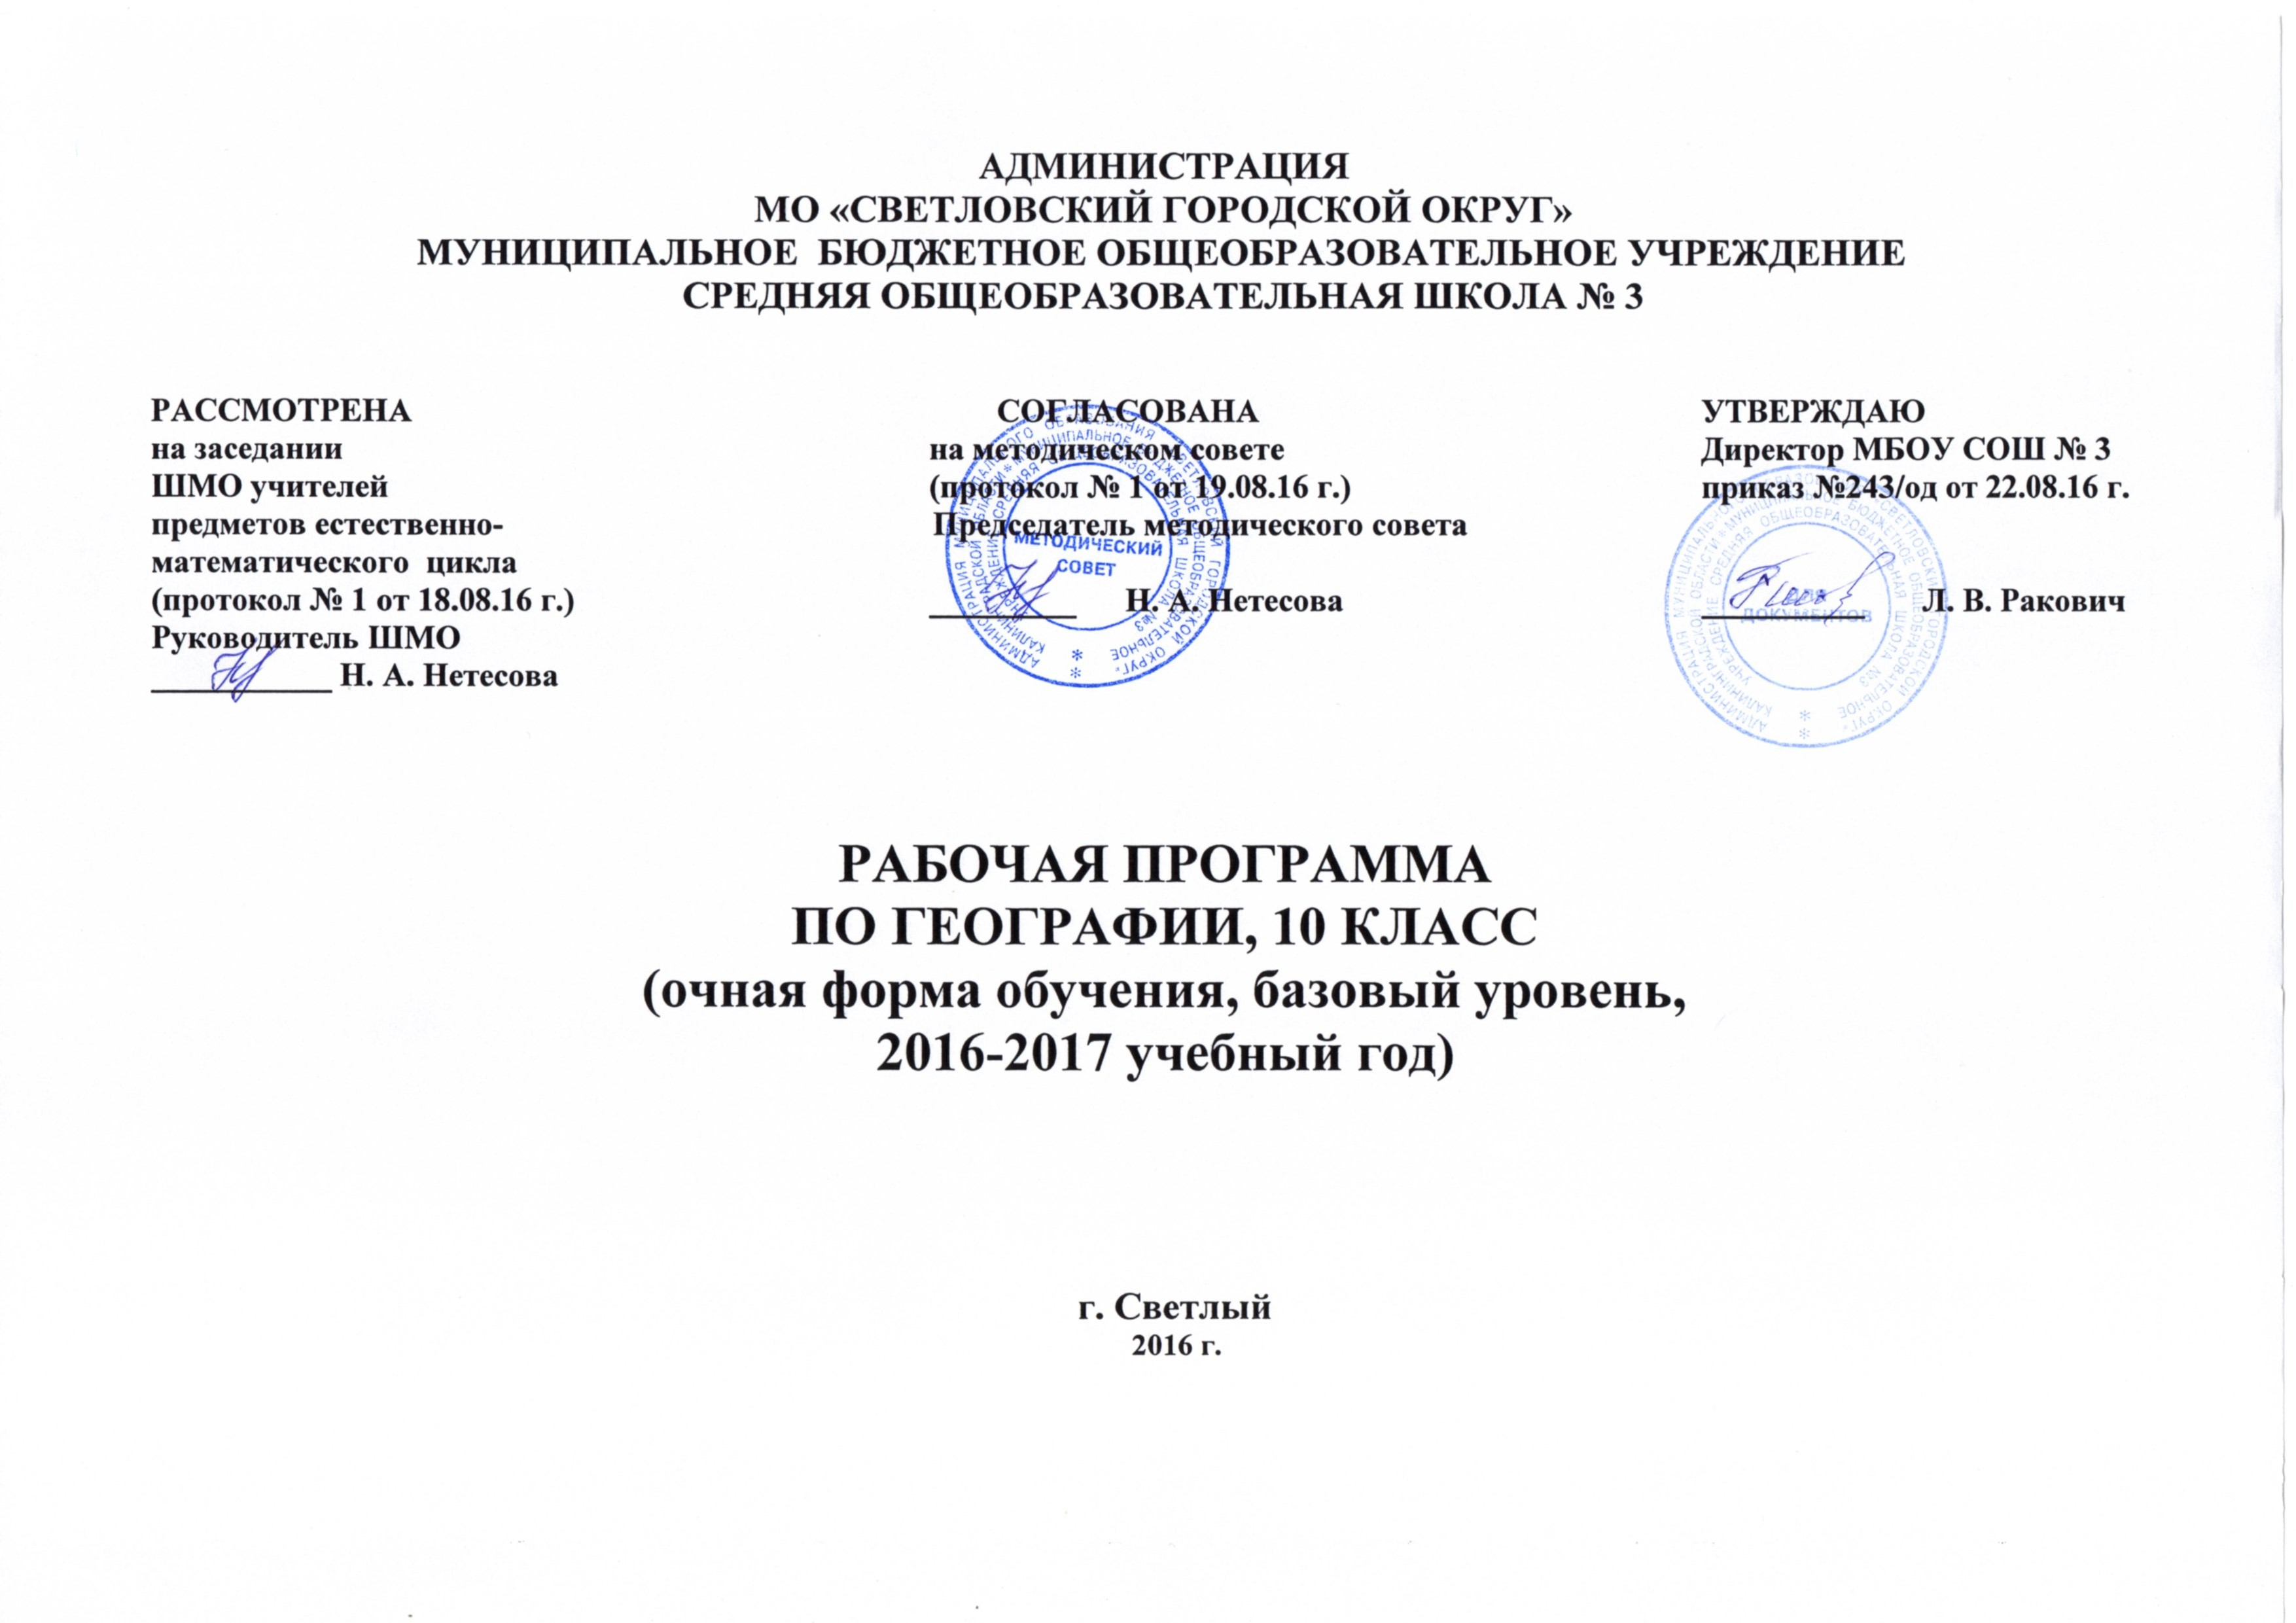 АДМИНИСТРАЦИЯ
МО «СВЕТЛОВСКИЙ ГОРОДСКОЙ ОКРУГ»
МУНИЦИПАЛЬНОЕ БЮДЖЕТНОЕ ОБЩЕОБРАЗОВАТЕЛЬНОЕ УЧРЕЖДЕНИЕ
СРЕДНЯЯ ОБЩЕОБРАЗОВАТЕЛЬНАЯ ШКОЛА № 3
РАССМОТРЕНА
на заседании
ШМО учителей
предметов естественно-
математического цикла
(протокол № 1 от 18.08.16 г.)
Руководитель ШМО
Н. А. Нетесова
СОГЛАСОВАНА
на методическом совете
(протокол № 1 от 19.08.16 г.)
Председатель методического совета
Н. А. Нетесова
МЕТОДИЧЕСКИЙ
СОВЕТ
УТВЕРЖДАЮ
Директор МБОУ СОШ № 3
приказ №243/од от 22.08.16 г.
Л. В. Ракович
ДЛЯ
ДОКУМЕНТОВ
РАБОЧАЯ ПРОГРАММА
ПО ГЕОГРАФИИ, 10 КЛАСС
(очная форма обучения, базовый уровень,
2016-2017 учебный год)
г. Светлый
2016 г.